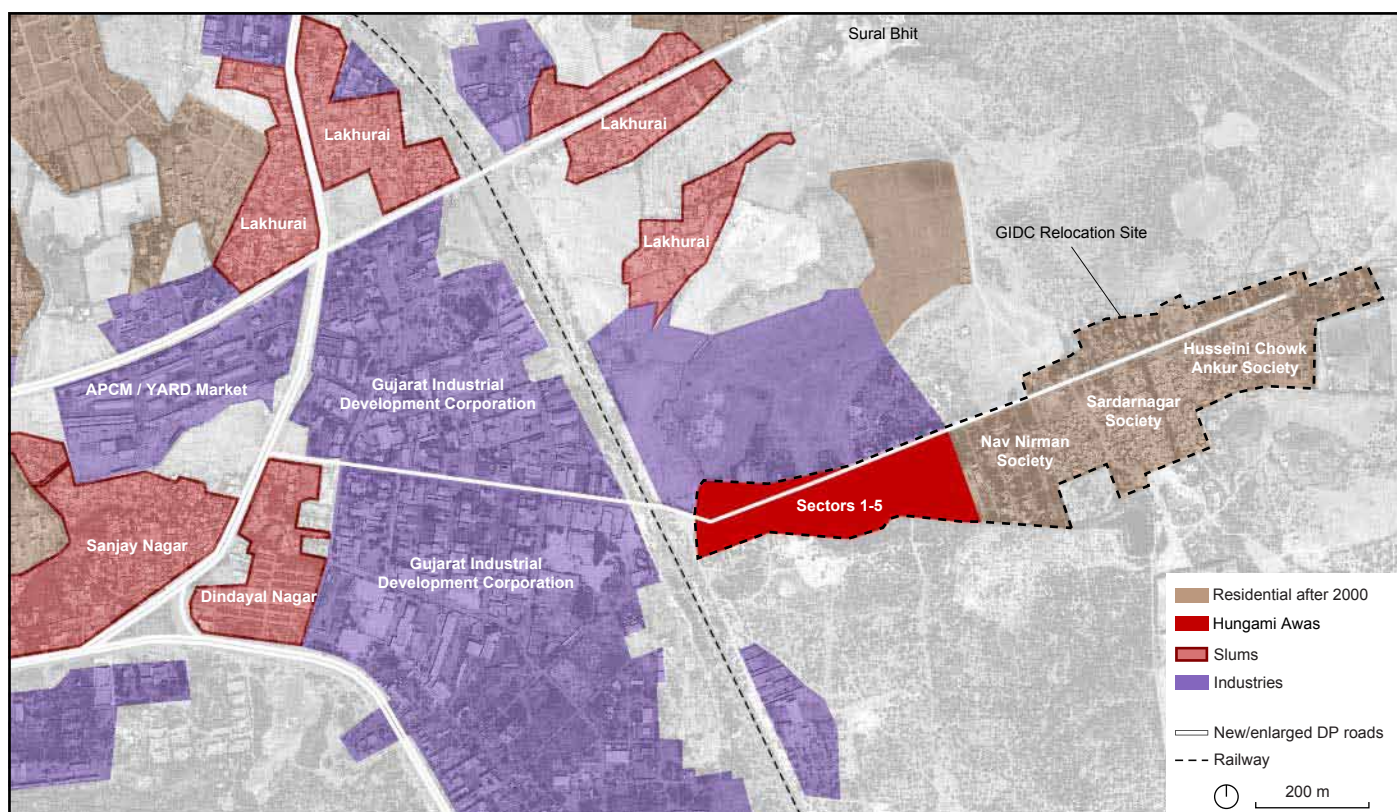 Sural Bhit
Lakhurai
Lakhurai
Lakhurai
Lakhurai
GIDC Relocation Site
APCM / YARD Market
Gujarat Industrial
Development Corporation
Husseini Chowk
Ankur Society
Sardarnagar
Society
Nav Nirman
Society
Sectors 1-5
Sanjay Nagar
Gujarat Industrial
Development Corporation
Dindayal Nagar
Residential after 2000
Hungami Awas
Slums
Industries
New/enlarged DP roads
Railway
200 m